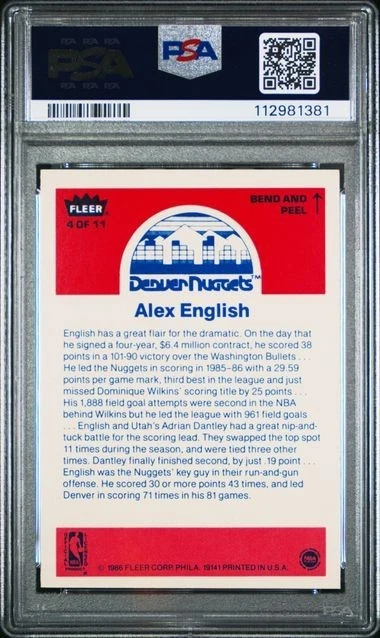 PSA PSA PSA
PSA
PSA PSA PSA
PSA
112981381
FLEER
4 OF 11
BEND AND
PEEL
Denver Nuggets™
Alex English
English has a great flair for the dramatic. On the day that
he signed a four-year, $6.4 million contract, he scored 38
points in a 101-90 victory over the Washington Bullets . . .
He led the Nuggets in scoring in 1985-86 with a 29.59
points per game mark, third best in the league and just
missed Dominique Wilkins' scoring title by 25 points . . .
His 1,888 field goal attempts were second in the NBA
behind Wilkins but he led the league with 961 field goals
. . . English and Utah's Adrian Dantley had a great nip-and-
tuck battle for the scoring lead. They swapped the top spot
11 times during the season, and were tied three other
times. Dantley finally finished second, by just .19 point . . .
English was the Nuggets' key guy in their run-and-gun
offense. He scored 30 or more points 43 times, and led
Denver in scoring 71 times in his 81 games.
© 1986 FLEER CORP. PHILA. 19141 PRINTED IN U.S.A.
PSA